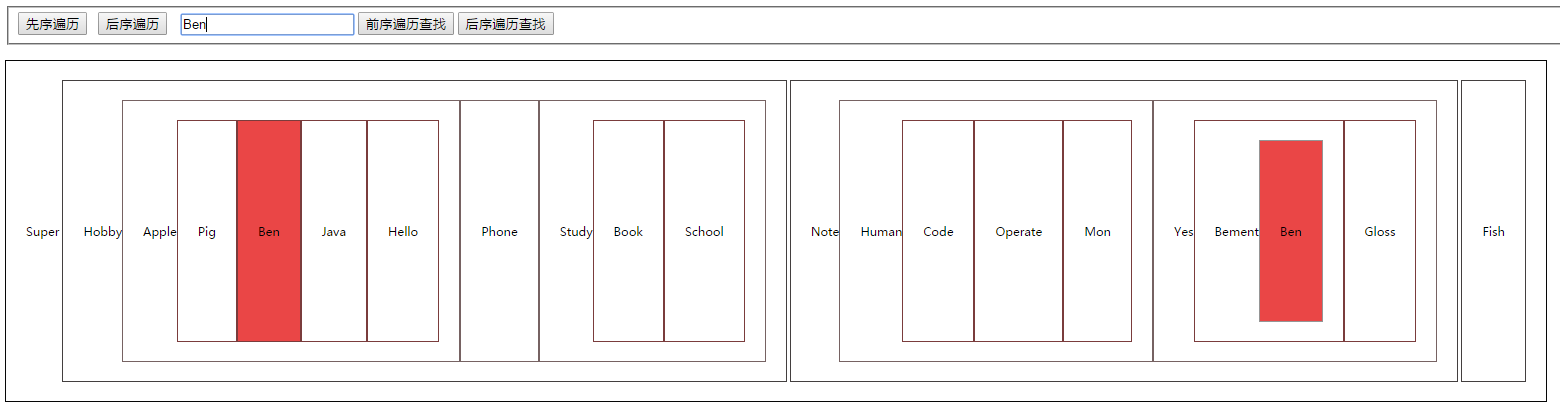 先序遍历 后序遍历 Ben 前序遍历查找 后序遍历查找
Super Hobby Apple Pig Ben Java Hello Phone Study Book School Note Human Code Operate Mon Yes Bement Ben Gloss Fish